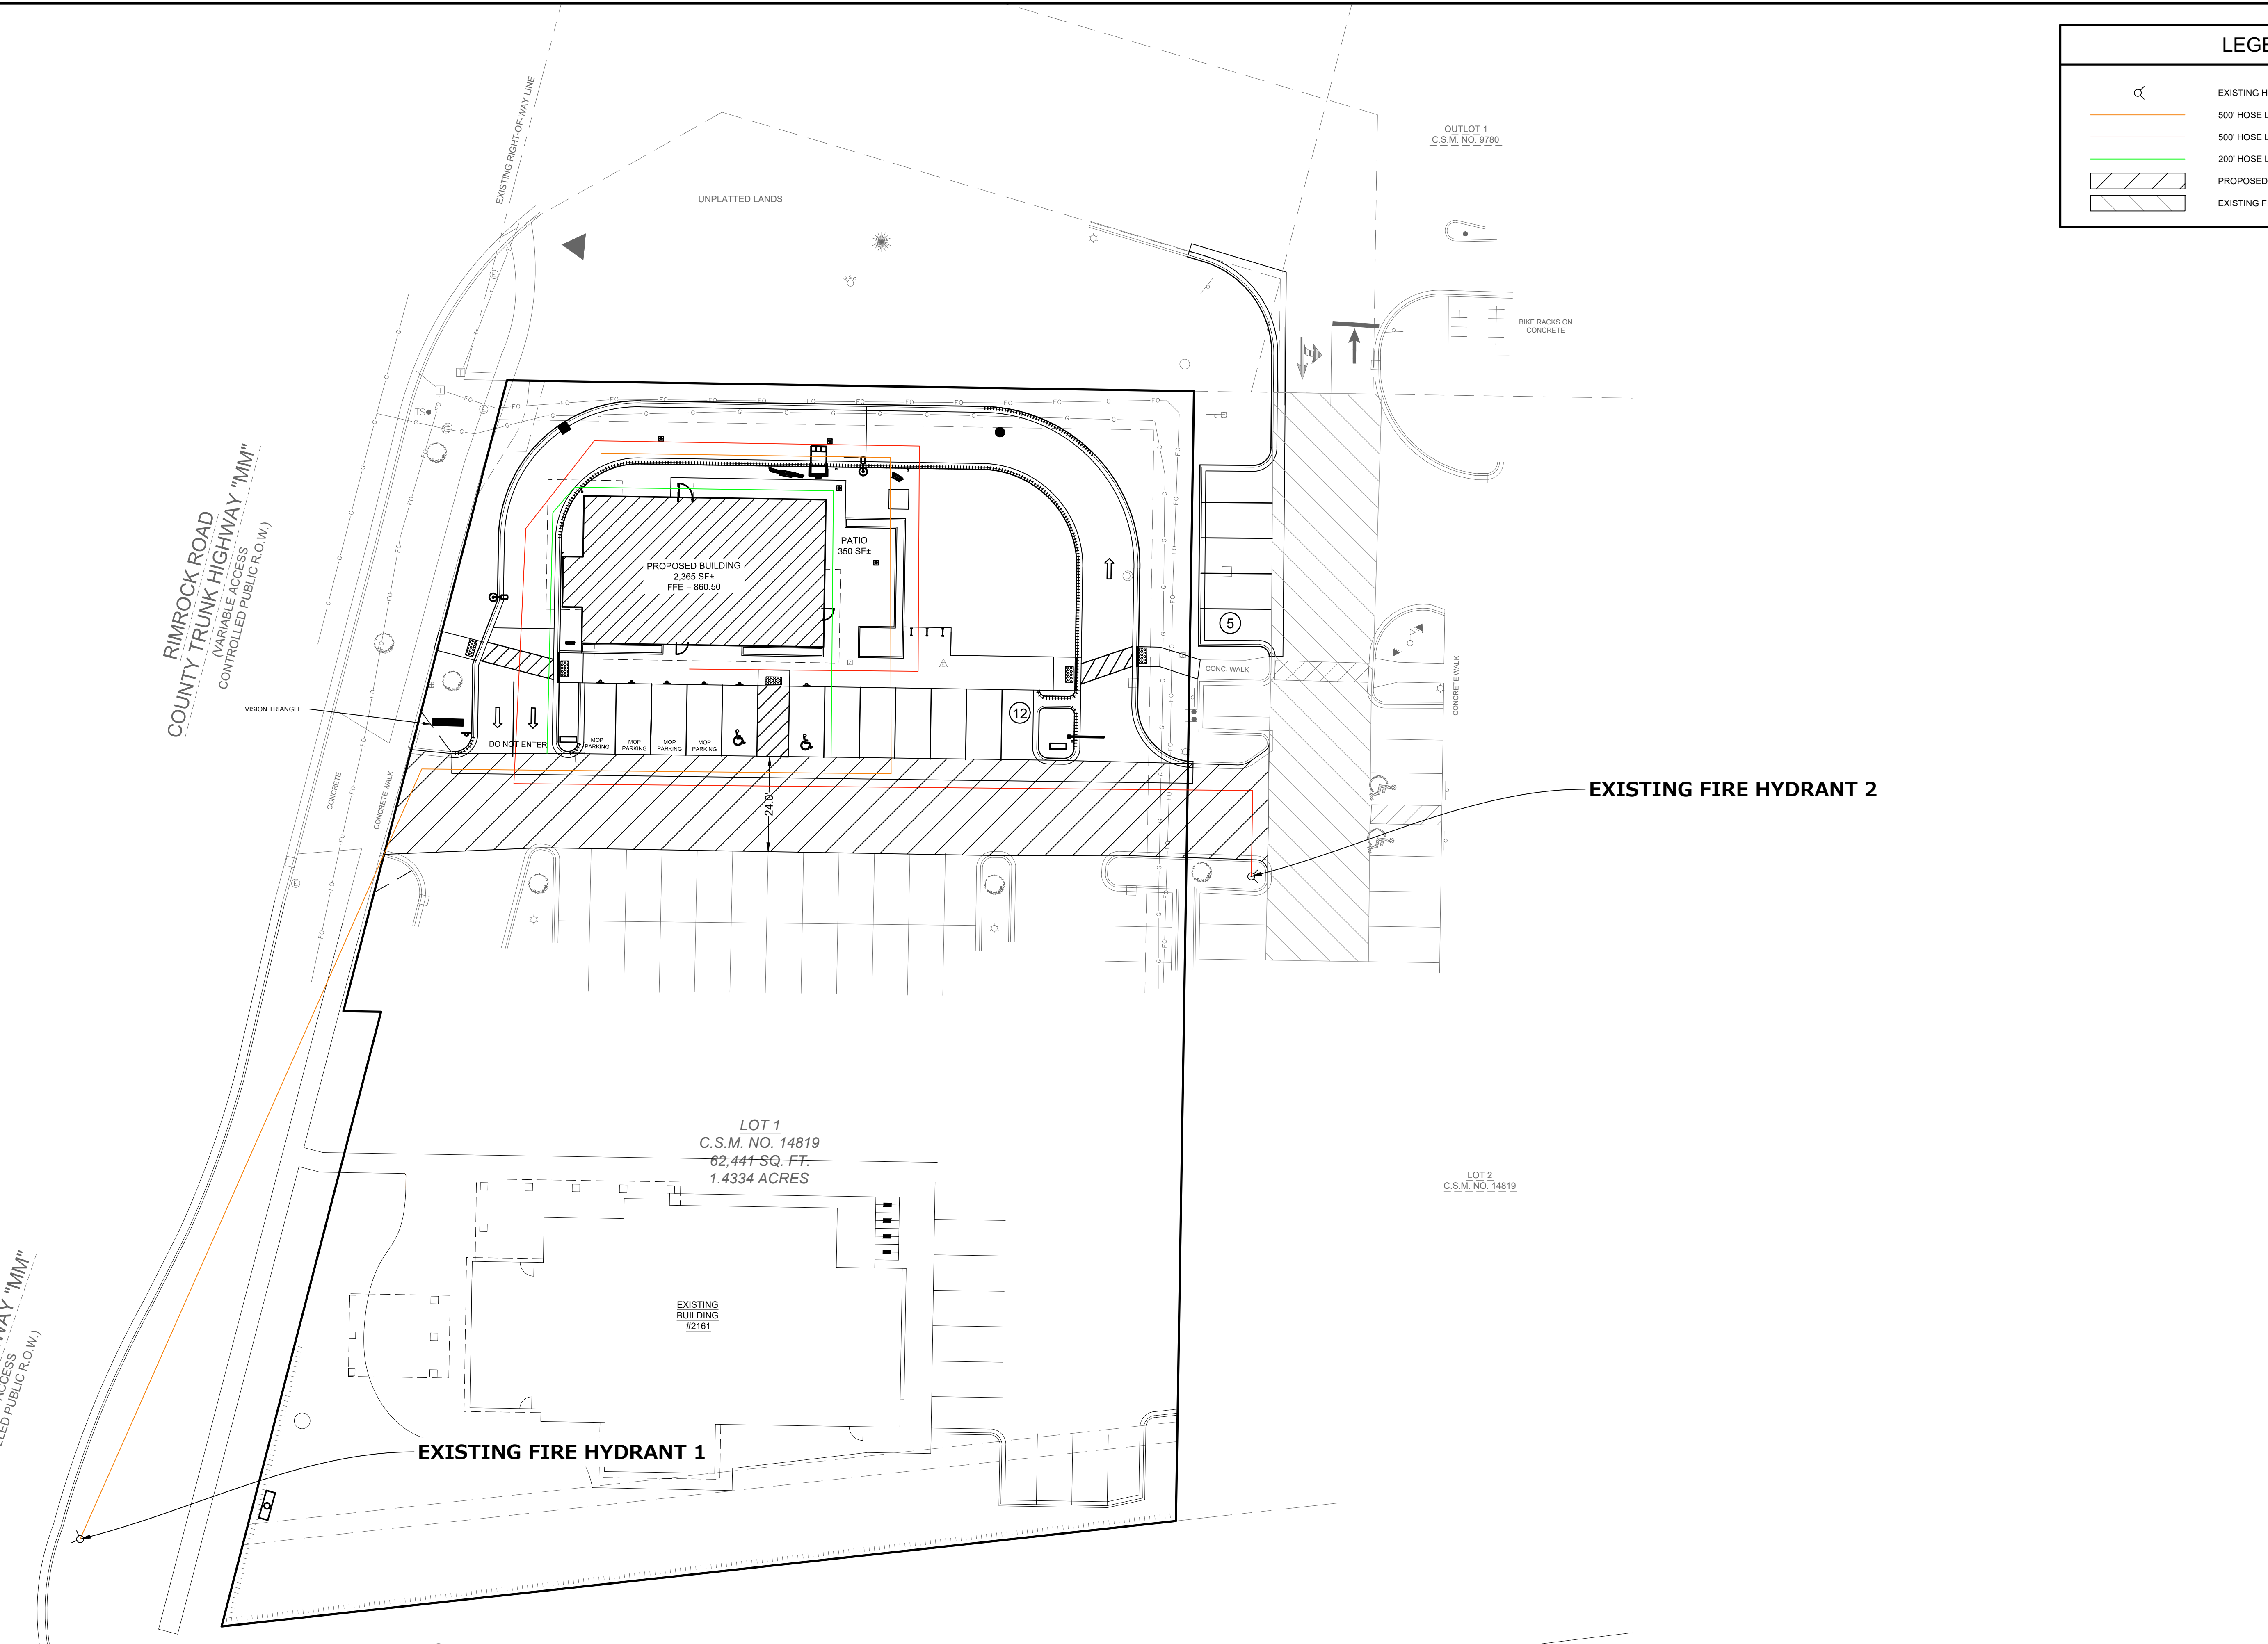 LEGE
EXISTING H
500' HOSE L
500' HOSE L
200' HOSE L
PROPOSED
EXISTING F
EXISTING RIGHT-OF-WAY LINE
OUTLOT 1
C.S.M. NO. 9780
UNPLATTED LANDS
BIKE RACKS ON
CONCRETE
RIMROCK ROAD
COUNTY TRUNK HIGHWAY "MM"
(VARIABLE ACCESS
CONTROLLED PUBLIC R.O.W.)
PATIO
350 SF±
PROPOSED BUILDING
2,365 SF±
FFE = 860.50
5
CONC. WALK
CONCRETE WALK
VISION TRIANGLE
DO NOT ENTER
MOP
PARKING
MOP
PARKING
MOP
PARKING
MOP
PARKING
12
CONCRETE
CONCRETE WALK
24.0'
EXISTING FIRE HYDRANT 2
LOT 1
C.S.M. NO. 14819
62,441 SQ. FT.
1.4334 ACRES
LOT 2
C.S.M. NO. 14819
WAY "MM"
ACCESS
LLED PUBLIC R.O.W.)
EXISTING
BUILDING
#2161
EXISTING FIRE HYDRANT 1